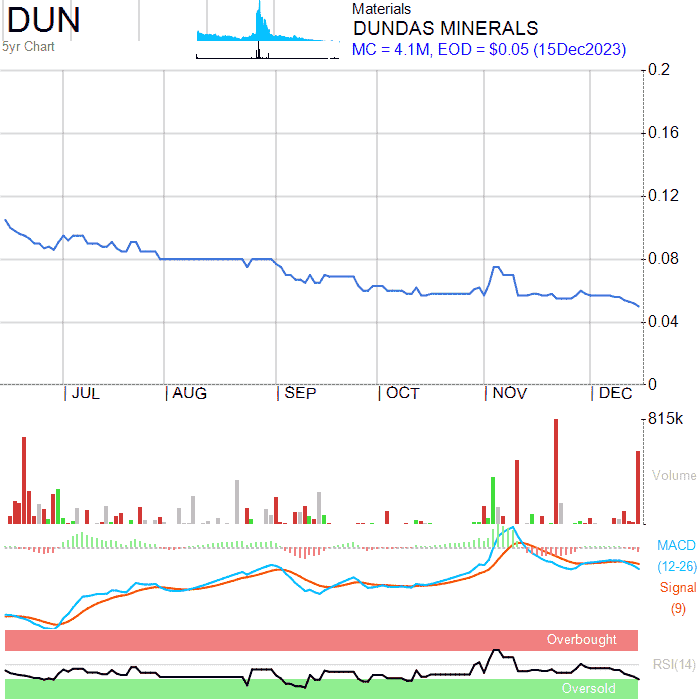 DUN
5yr Chart
Materials
DUNDAS MINERALS
MC = 4.1M, EOD = $0.05 (15Dec2023)
0.2
0.16
0.12
0.08
0.04
0
JUL AUG SEP OCT NOV DEC
815k
Volume
MACD
(12-26)
Signal
(9)
Overbought
RSI(14)
Oversold